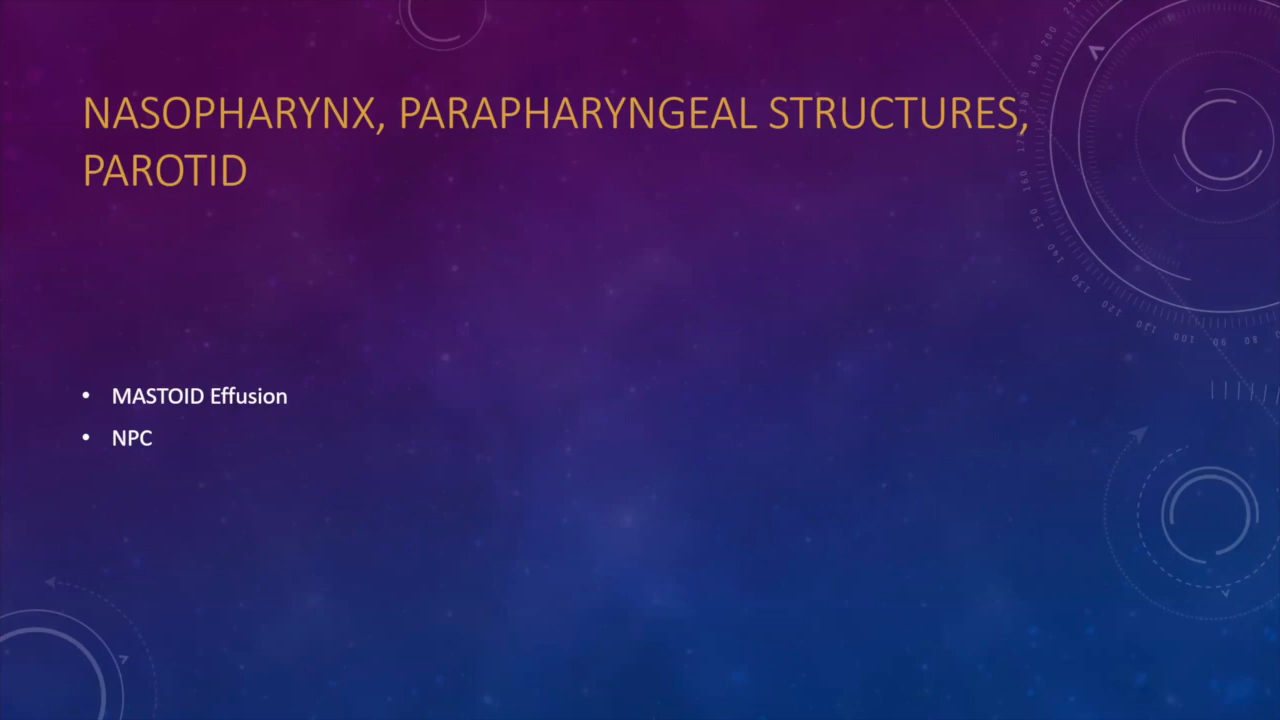 NASOPHARYNX, PARAPHARYNGEAL STRUCTURES,
PAROTID
• MASTOID Effusion
• NPC